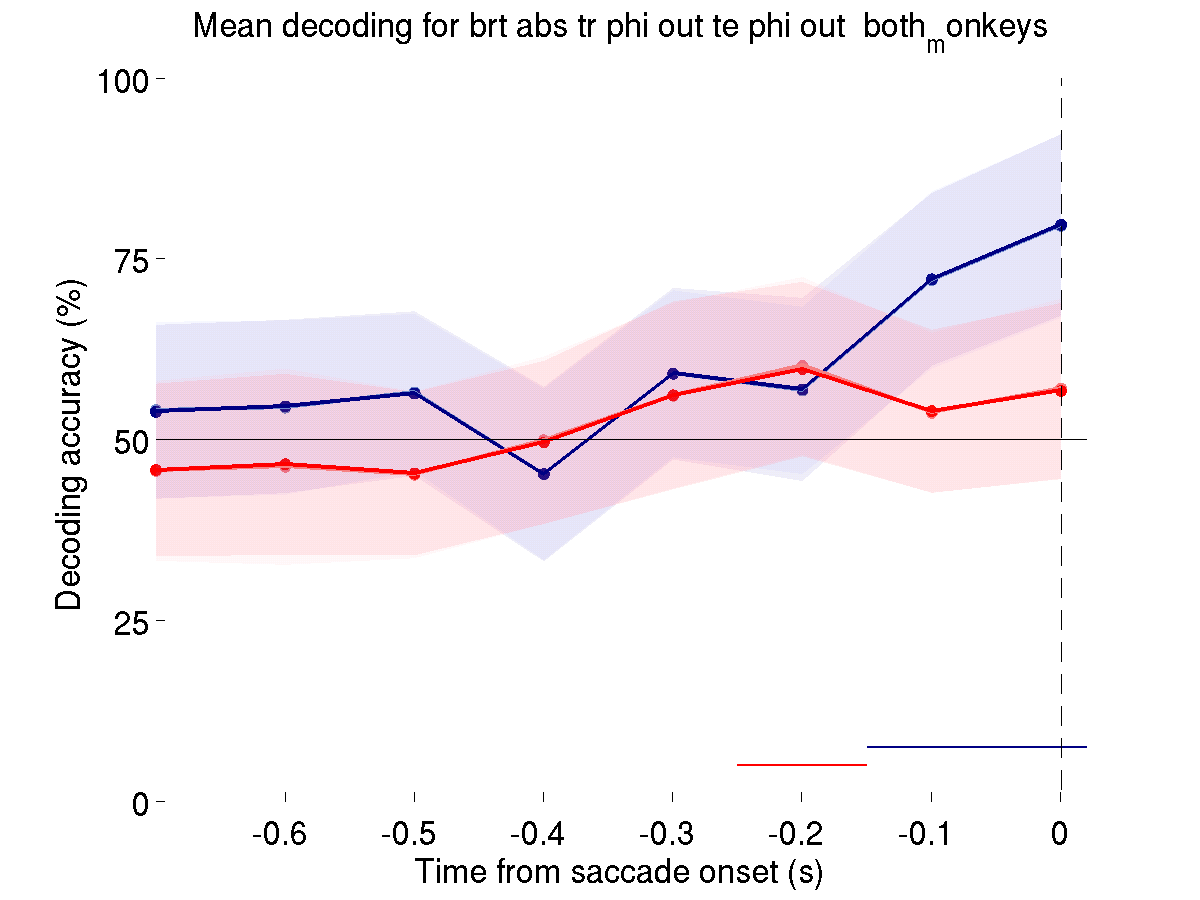 Mean decoding for brt abs tr phi out te phi out both_monkeys
100
75
50
25
0
Decoding accuracy (%)
-0.6 -0.5 -0.4 -0.3 -0.2 -0.1 0
Time from saccade onset (s)